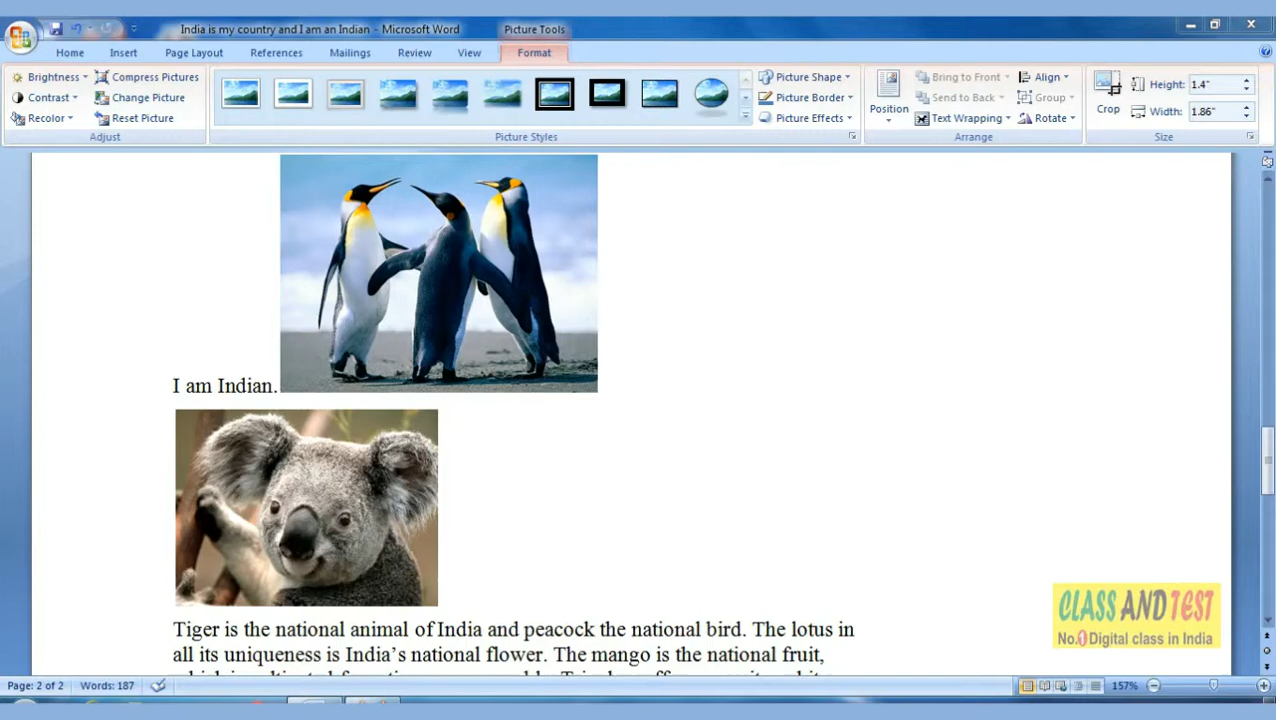 India is my country and I am an Indian - Microsoft Word
Picture Tools
Home Insert Page Layout References Mailings Review View Format
Brightness Compress Pictures Picture Shape Bring to Front Align Height: 1.4"
Contrast Change Picture Picture Border Send to Back Group
Recolor Reset Picture Picture Effects Position Text Wrapping Rotate Crop Width: 1.86"
Adjust Picture Styles Arrange Size
I am Indian.
Tiger is the national animal of India and peacock the national bird. The lotus in
all its uniqueness is India's national flower. The mango is the national fruit,
CLASS AND TEST
No.1 Digital class in India
Page: 2 of 2 Words: 187 157%